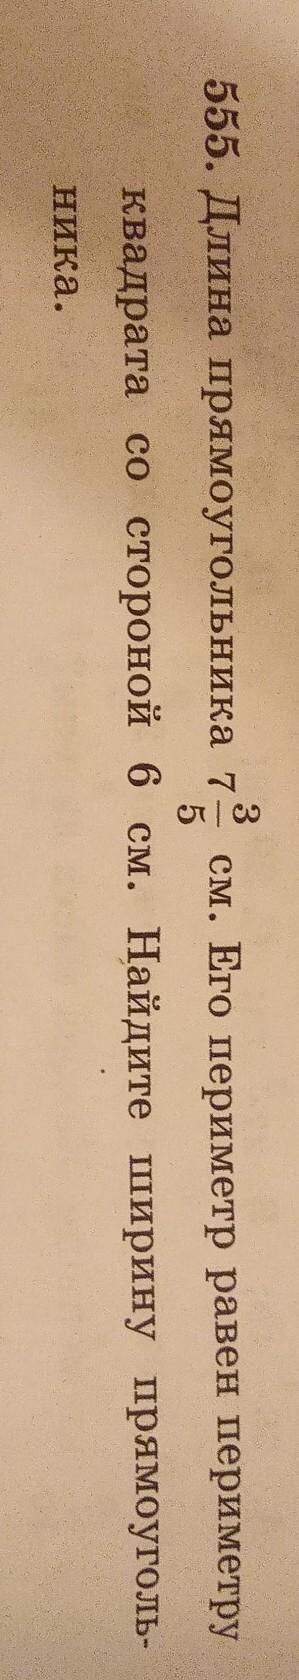 555. Длина прямоугольника 7 3/5 см. Его периметр равен периметру
квадрата со стороной 6 см. Найдите ширину прямоуголь-
ника.